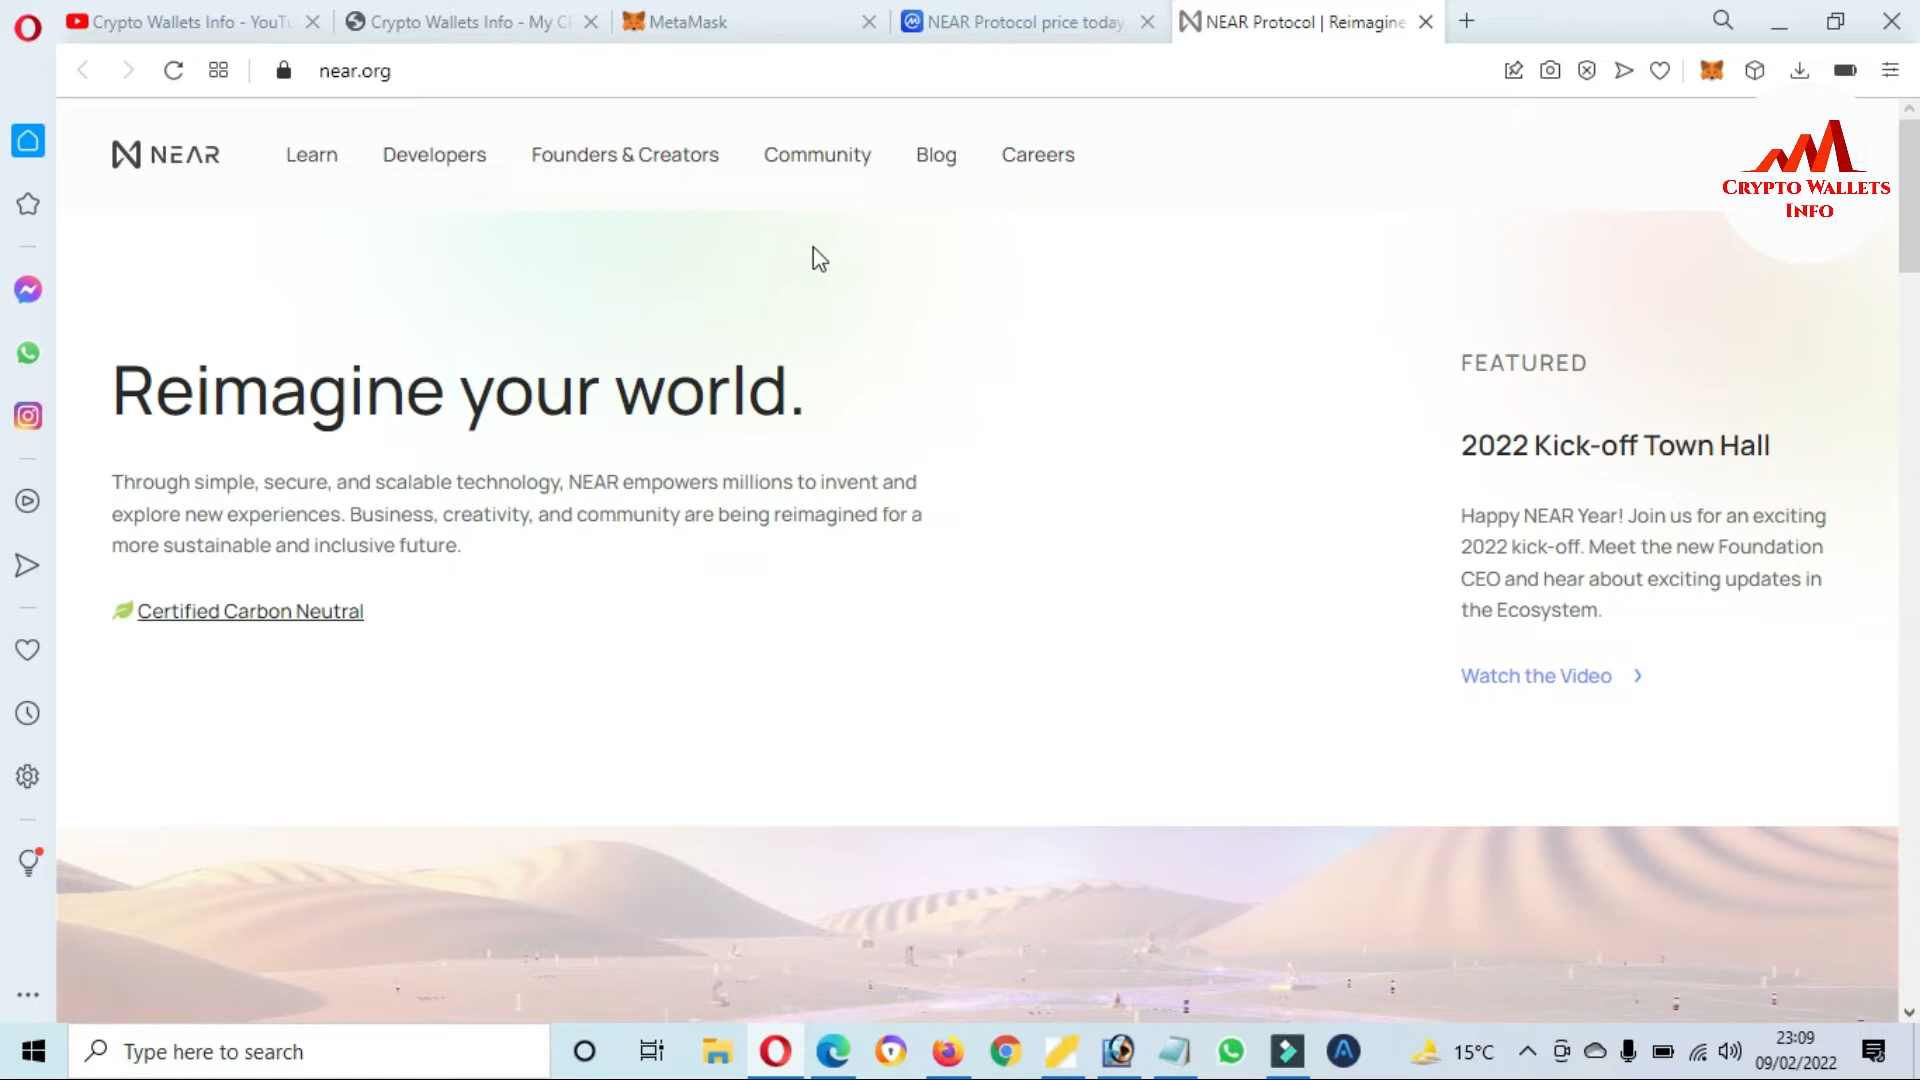 Crypto Wallets Info - YouTu
Crypto Wallets Info - My C
MetaMask
NEAR Protocol price today,
NEAR Protocol | Reimagine
near.org
NEAR
Learn
Developers
Founders & Creators
Community
Blog
Careers
CRYPTO WALLETS
INFO
Reimagine your world.
Through simple, secure, and scalable technology, NEAR empowers millions to invent and
explore new experiences. Business, creativity, and community are being reimagined for a
more sustainable and inclusive future.
Certified Carbon Neutral
FEATURED
2022 Kick-off Town Hall
Happy NEAR Year! Join us for an exciting
2022 kick-off. Meet the new Foundation
CEO and hear about exciting updates in
the Ecosystem.
Watch the Video
Type here to search
15°C
23:09
09/02/2022